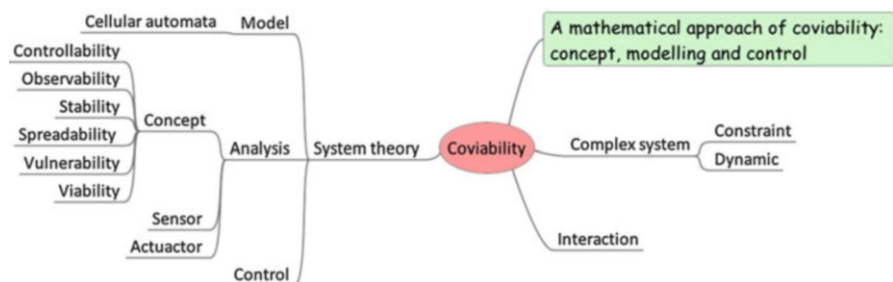 Cellular automata
Model
Controllability
Observability
Stability
Spreadability
Vulnerability
Viability
Concept
Sensor
Actuactor
Analysis
Control
System theory
Coviability
A mathematical approach of coviability:
concept, modelling and control
Complex system
Constraint
Dynamic
Interaction